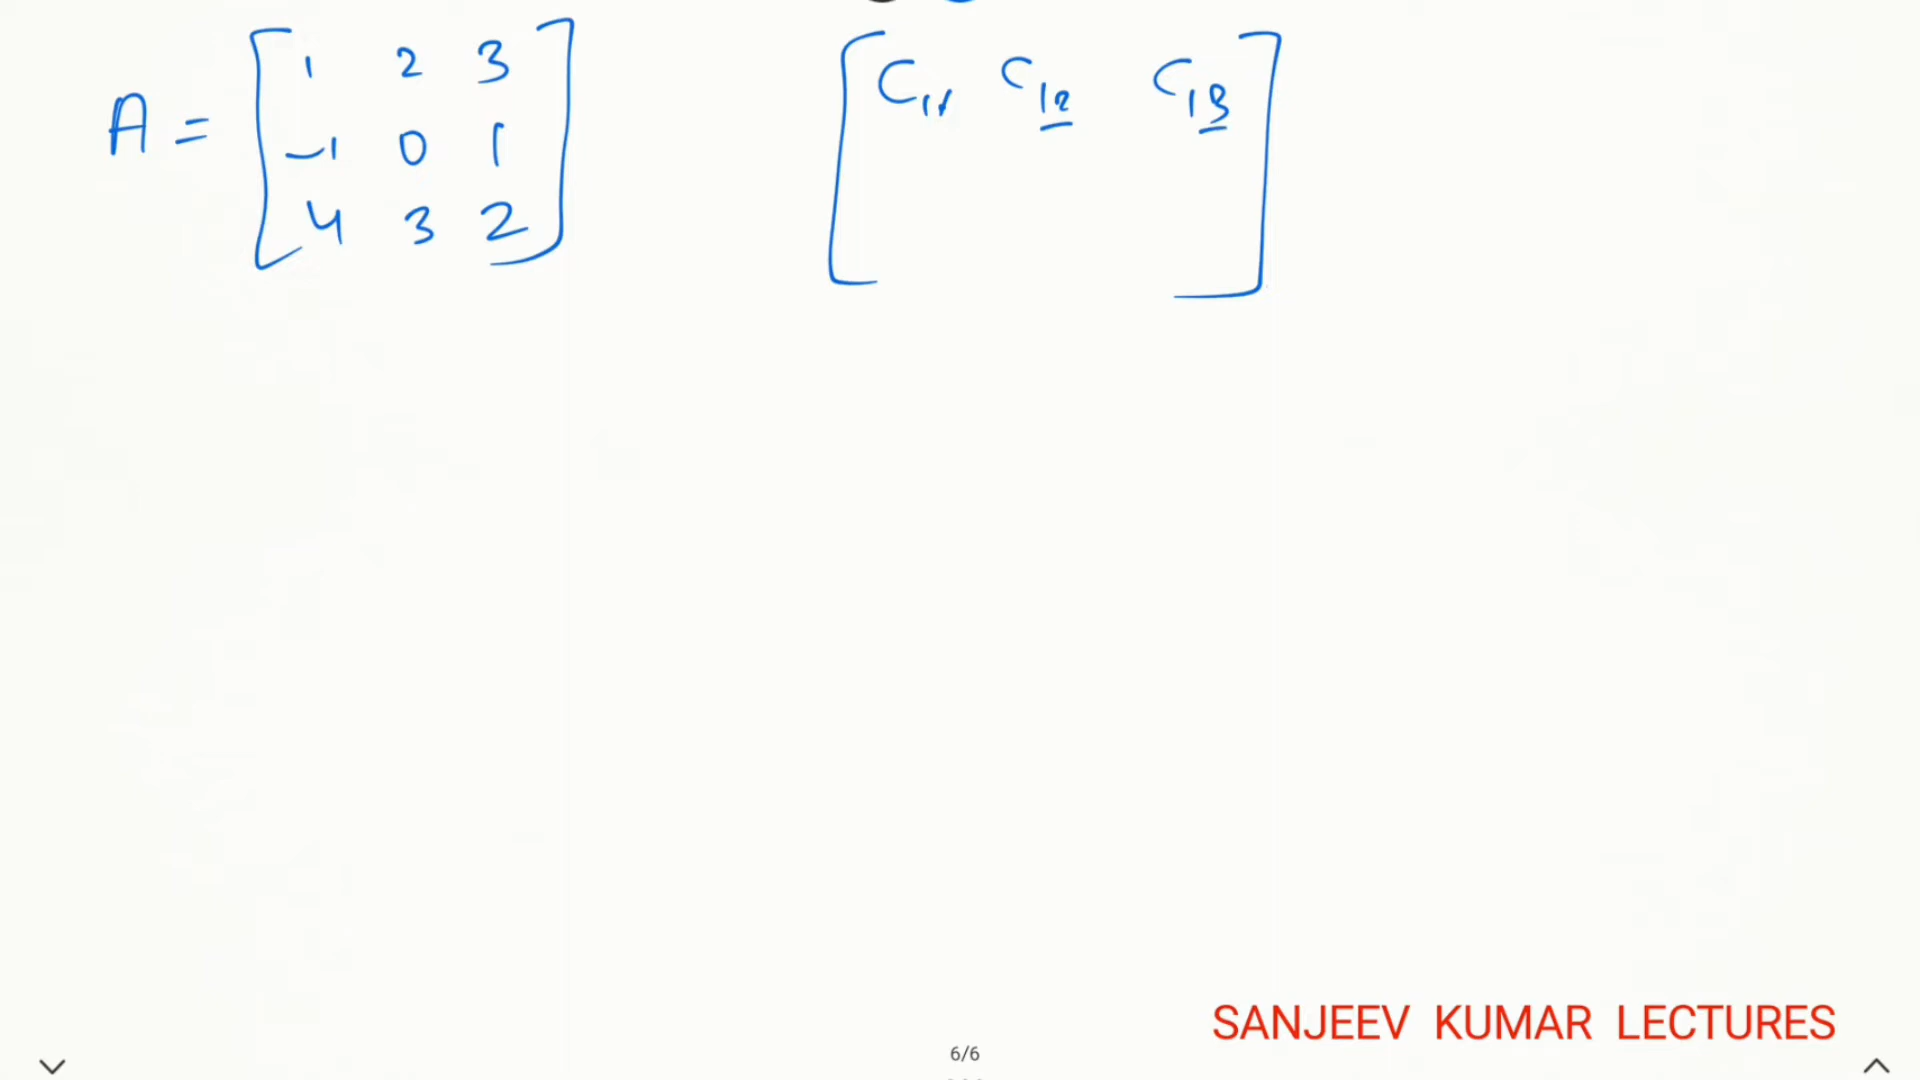 1 2 3
A = -1 0 1
4 3 2
C₁₁ C₁₂ C₁₃
SANJEEV KUMAR LECTURES
6/6